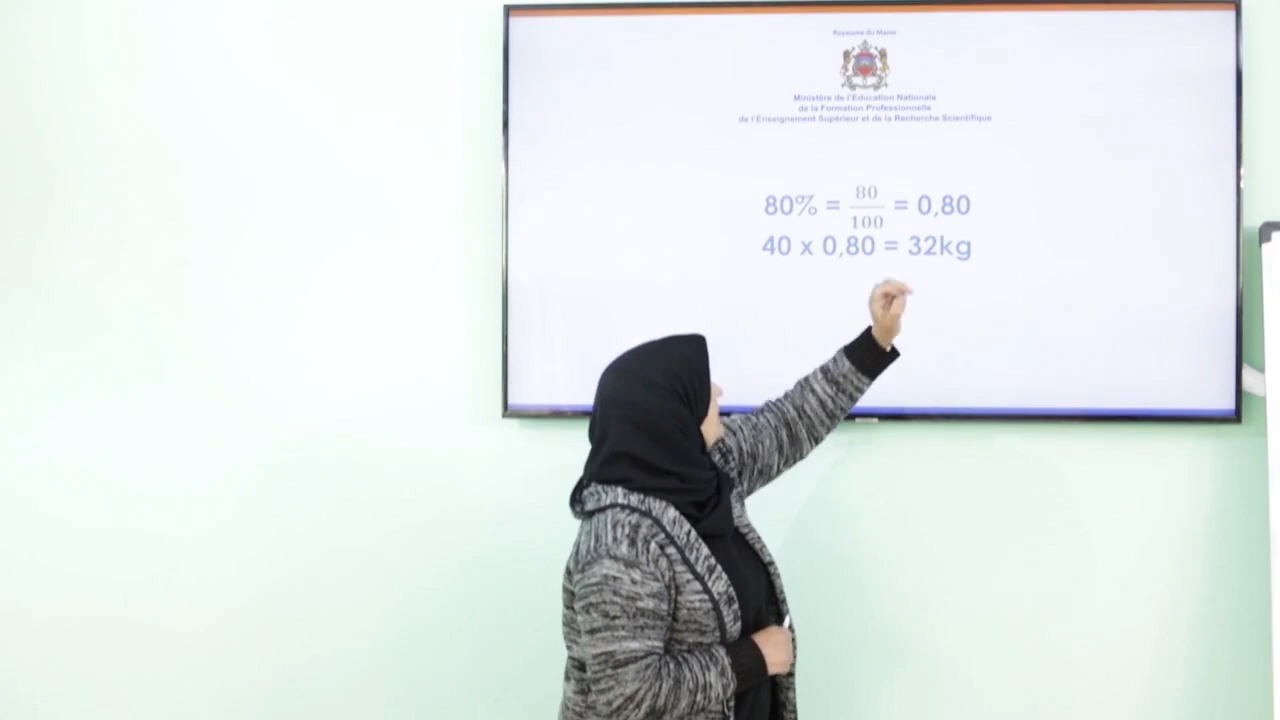 Royaume du Maroc
Ministère de l'Education Nationale
de la Formation Professionnelle
de l'Enseignement Supérieur et de la Recherche Scientifique
80% = 80/100 = 0,80
40 x 0,80 = 32kg